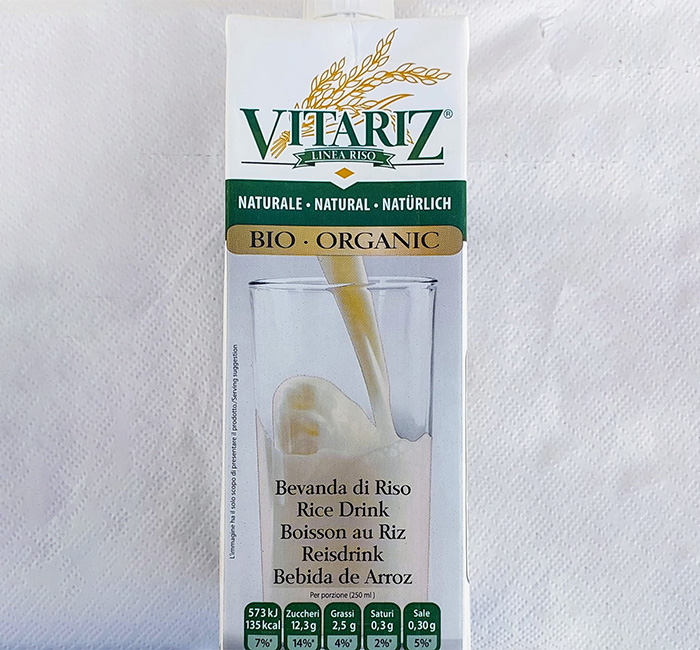 VITARIZ®
LINEA RISO
NATURALE • NATURAL • NATÜRLICH
BIO · ORGANIC
L'immagine ha il solo scopo di presentare il prodotto./Serving suggestion
Bevanda di Riso
Rice Drink
Boisson au Riz
Reisdrink
Bebida de Arroz
Per porzione (250 ml)
573 kJ Zuccheri Grassi Saturi Sale
135 kcal 12,3 g 2,5 g 0,3 g 0,30 g
7%* 14%* 4%* 2%* 5%*